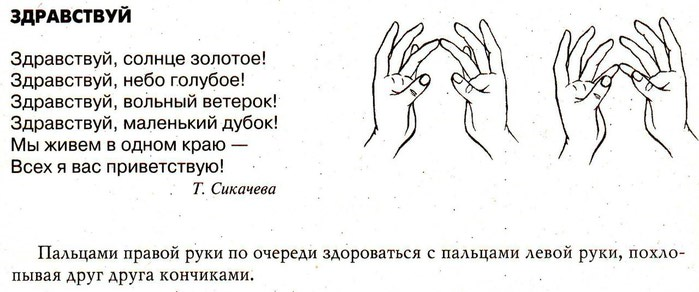 ЗДРАВСТВУЙ
Здравствуй, солнце золотое!
Здравствуй, небо голубое!
Здравствуй, вольный ветерок!
Здравствуй, маленький дубок!
Мы живем в одном краю —
Всех я вас приветствую!
Т. Сикачева
Пальцами правой руки по очереди здороваться с пальцами левой руки, похло-
пывая друг друга кончиками.